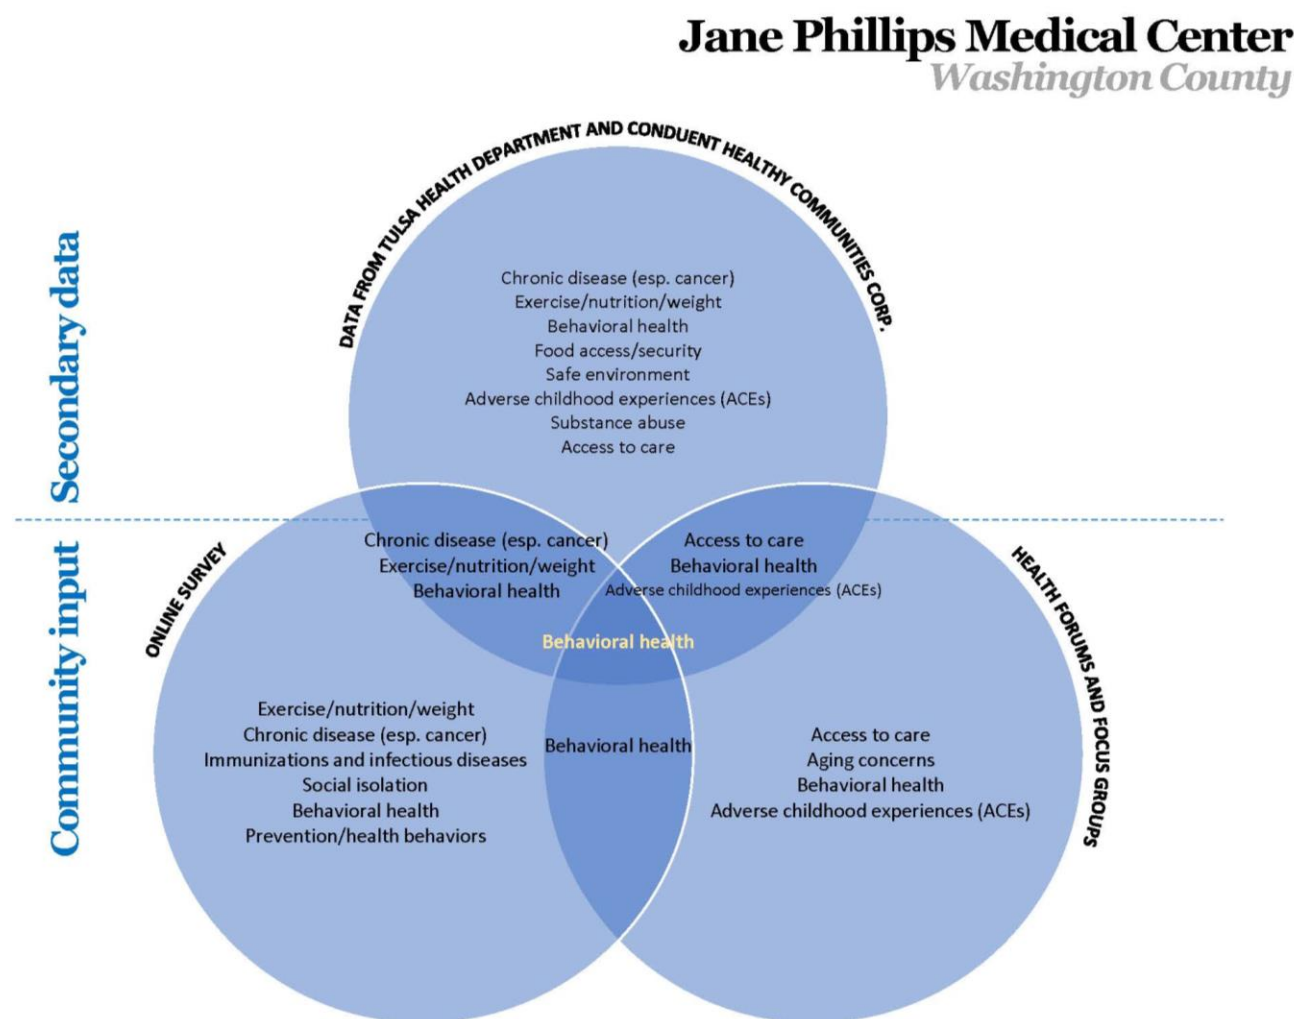 Jane Phillips Medical Center
Washington County
DATA FROM TULSA HEALTH DEPARTMENT AND CONDUENT HEALTHY COMMUNITIES CORP.
Secondary data
Chronic disease (esp. cancer)
Exercise/nutrition/weight
Behavioral health
Food access/security
Safe environment
Adverse childhood experiences (ACEs)
Substance abuse
Access to care
Community input
ONLINE SURVEY
Chronic disease (esp. cancer)
Exercise/nutrition/weight
Behavioral health
Access to care
Behavioral health
Adverse childhood experiences (ACEs)
HEALTH FORUMS AND FOCUS GROUPS
Behavioral health
Exercise/nutrition/weight
Chronic disease (esp. cancer)
Immunizations and infectious diseases
Social isolation
Behavioral health
Prevention/health behaviors
Behavioral health
Access to care
Aging concerns
Behavioral health
Adverse childhood experiences (ACEs)